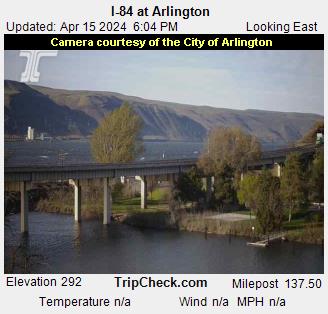 I-84 at Arlington
Updated: Apr 15 2024 6:04 PM Looking East
Camera courtesy of the City of Arlington
Elevation 292 TripCheck.com Milepost 137.50
Temperature n/a Wind n/a MPH n/a